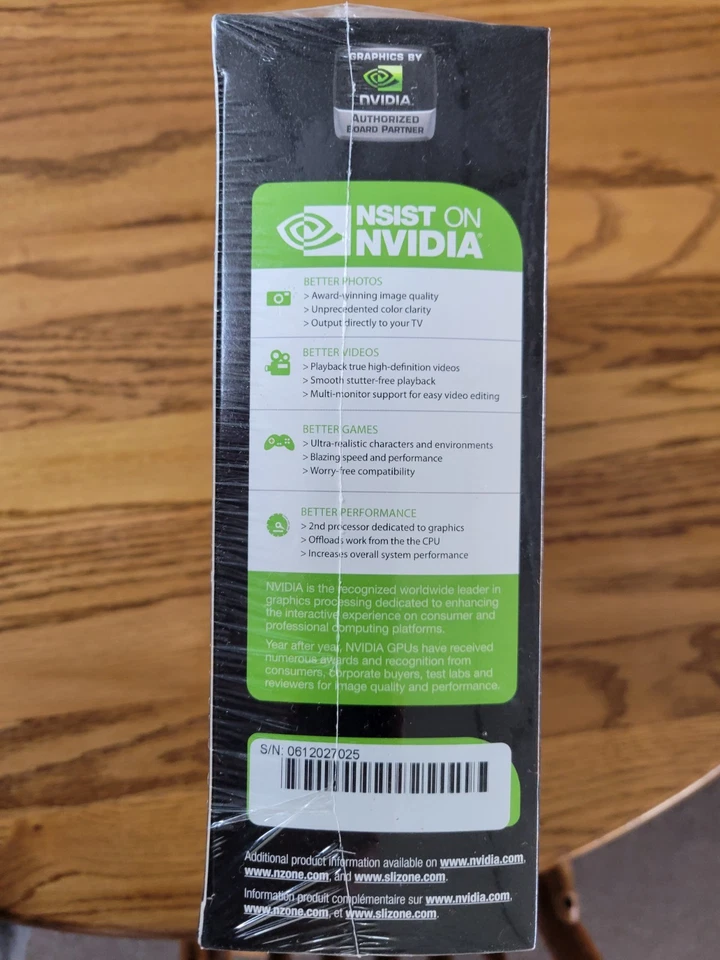 GRAPHICS BY
NVIDIA
AUTHORIZED
BOARD PARTNER
NSIST ON
NVIDIA®
BETTER PHOTOS
> Award-winning image quality
> Unprecedented color clarity
> Output directly to your TV
BETTER VIDEOS
> Playback true high-definition videos
> Smooth stutter-free playback
> Multi-monitor support for easy video editing
BETTER GAMES
> Ultra-realistic characters and environments
> Blazing speed and performance
> Worry-free compatibility
BETTER PERFORMANCE
> 2nd processor dedicated to graphics
> Offloads work from the the CPU
> Increases overall system performance
NVIDIA is the recognized worldwide leader in
graphics processing dedicated to enhancing
the interactive experience on consumer and
professional computing platforms.
Year after year, NVIDIA GPUs have received
numerous awards and recognition from
consumers, corporate buyers, test labs and
reviewers for image quality and performance.
S/N: 0612027025
Additional product information available on www.nvidia.com,
www.nzone.com, and www.slizone.com.
Information produit complémentaire sur www.nvidia.com,
www.nzone.com, et www.slizone.com.